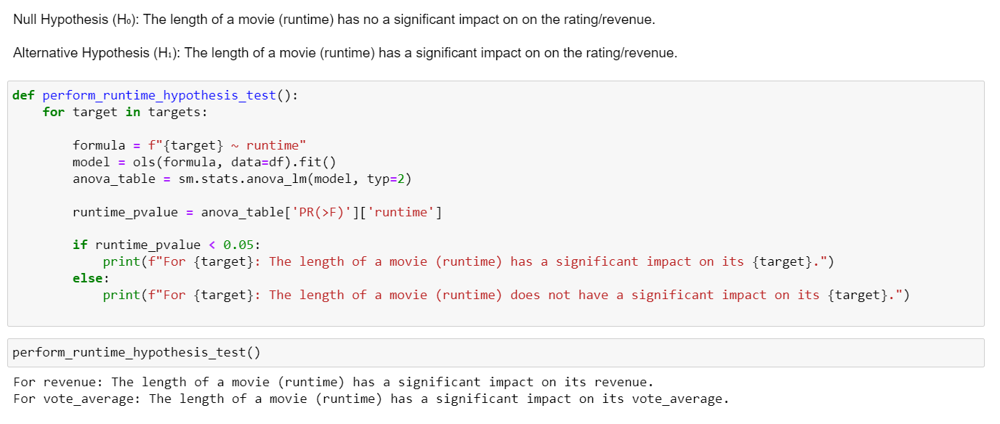 Null Hypothesis (H₀): The length of a movie (runtime) has no a significant impact on on the rating/revenue.
Alternative Hypothesis (H₁): The length of a movie (runtime) has a significant impact on on the rating/revenue.
def perform_runtime_hypothesis_test():
    for target in targets:
        formula = f"{target} ~ runtime"
        model = ols(formula, data=df).fit()
        anova_table = sm.stats.anova_lm(model, typ=2)
        runtime_pvalue = anova_table['PR(>F)']['runtime']
        if runtime_pvalue < 0.05:
            print(f"For {target}: The length of a movie (runtime) has a significant impact on its {target}.")
        else:
            print(f"For {target}: The length of a movie (runtime) does not have a significant impact on its {target}.")
perform_runtime_hypothesis_test()
For revenue: The length of a movie (runtime) has a significant impact on its revenue.
For vote_average: The length of a movie (runtime) has a significant impact on its vote_average.